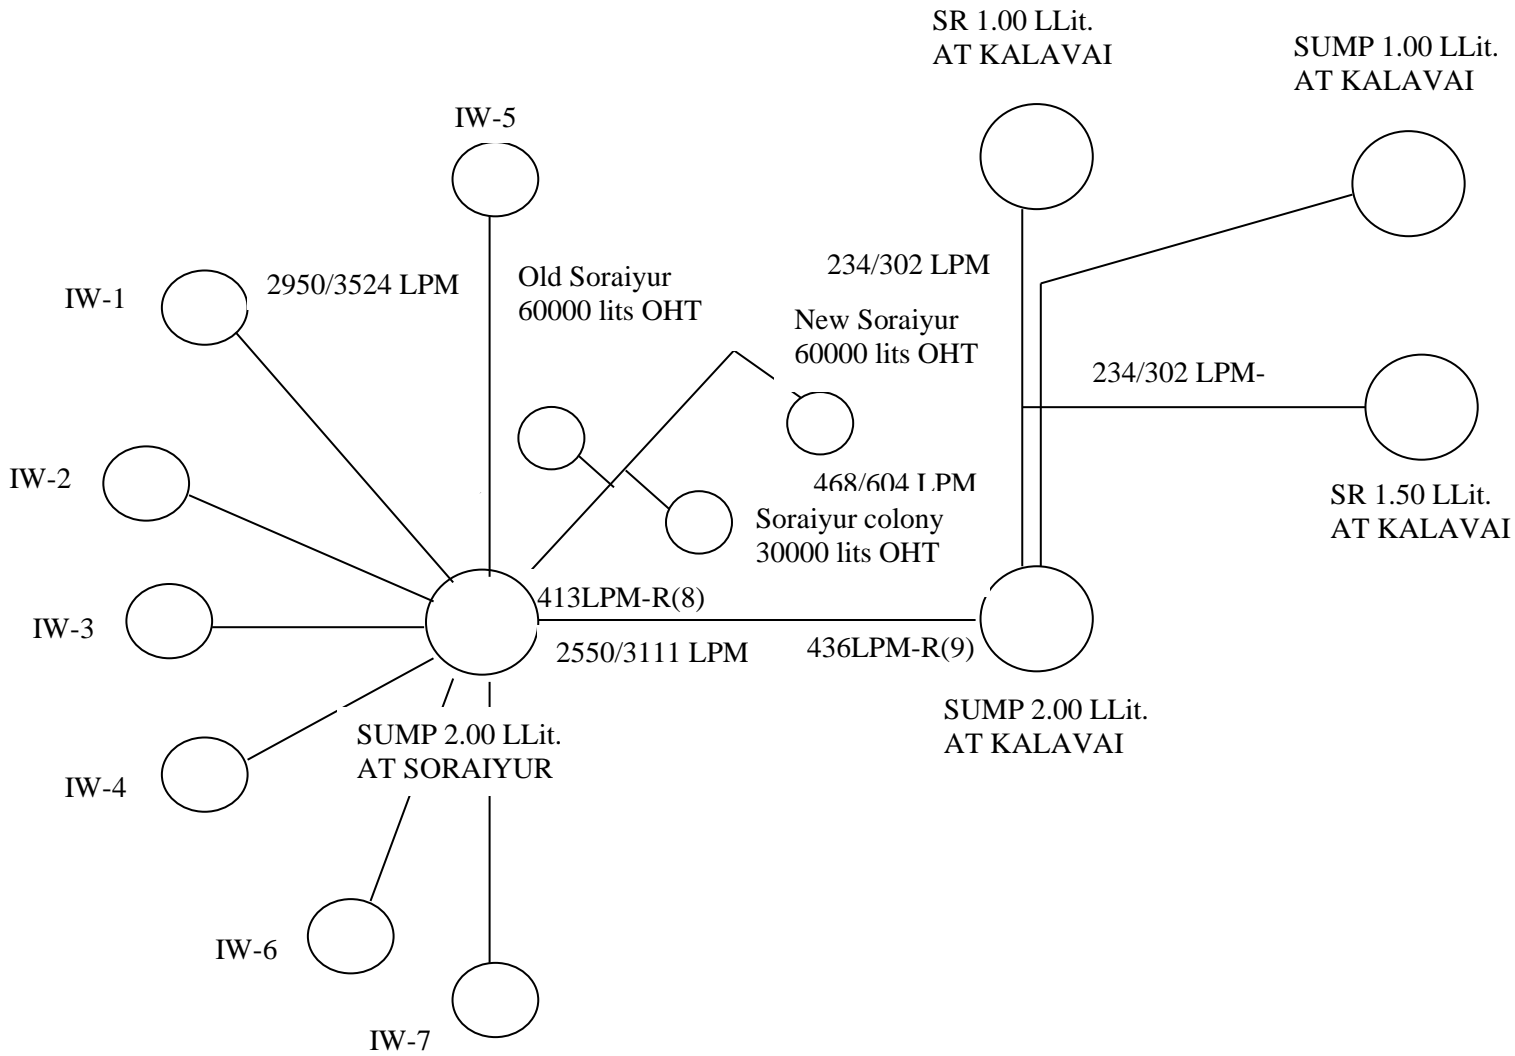 SR 1.00 LLit.
AT KALAVAI
SUMP 1.00 LLit.
AT KALAVAI
IW-5
2950/3524 LPM
IW-1
Old Soraiyur
60000 lits OHT
234/302 LPM
New Soraiyur
60000 lits OHT
234/302 LPM-
IW-2
468/604 LPM
SR 1.50 LLit.
AT KALAVAI
Soraiyur colony
30000 lits OHT
IW-3
413LPM-R(8)
2550/3111 LPM
436LPM-R(9)
SUMP 2.00 LLit.
AT SORAIYUR
SUMP 2.00 LLit.
AT KALAVAI
IW-4
IW-6
IW-7